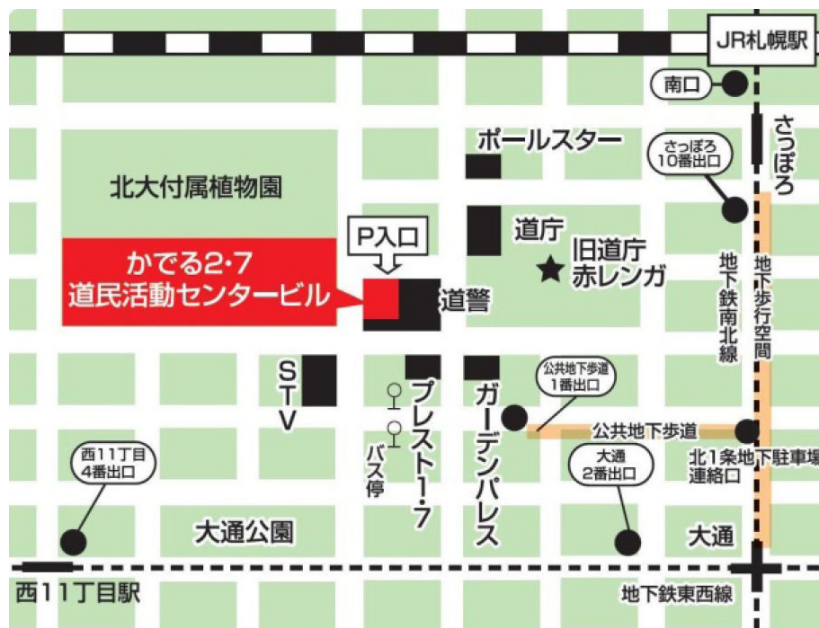 JR札幌駅
南口
さっぽろ
ポールスター
さっぽろ
10番出口
北大付属植物園
P入口
道庁
旧道庁
赤レンガ
かでる2・7
道民活動センタービル
道警
地下鉄南北線
地下歩行空間
STV
プレスト1・7
ガーデンパレス
公共地下歩道
1番出口
公共地下歩道
バス停
西11丁目
4番出口
大通
2番出口
北1条地下駐車場
連絡口
大通公園
大通
西11丁目駅
地下鉄東西線